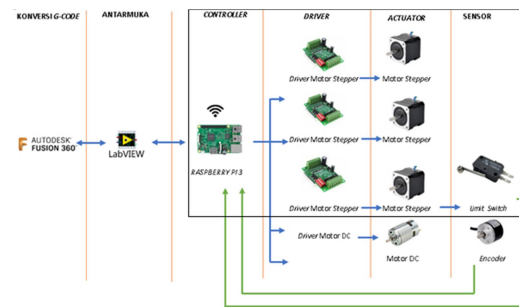 KONVERSI G-CODE
ANTARMUKA
CONTROLLER
DRIVER
ACTUATOR
SENSOR
Driver Motor Stepper
Motor Stepper
Driver Motor Stepper
Motor Stepper
AUTODESK
FUSION 360
LabVIEW
RASPBERRY PI 3
Driver Motor Stepper
Motor Stepper
Limit Switch
Driver Motor DC
Motor DC
Encoder